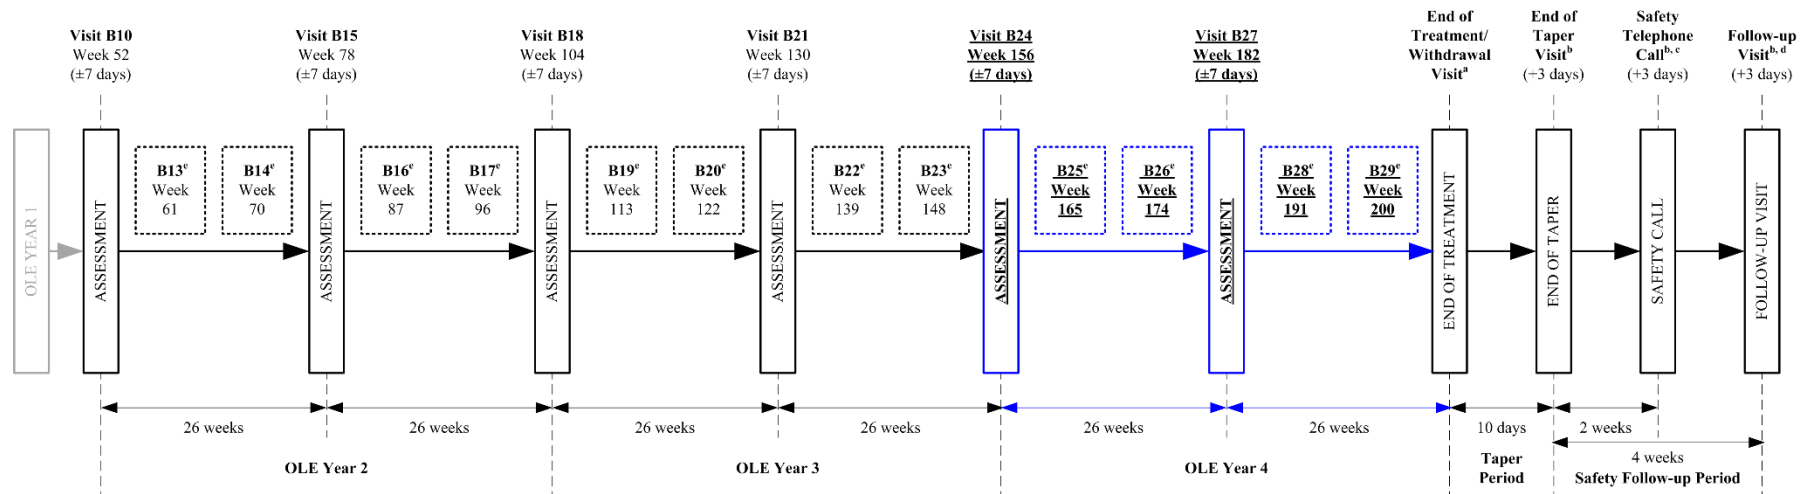 Visit B10
Week 52
(±7 days)
Visit B15
Week 78
(±7 days)
Visit B18
Week 104
(±7 days)
Visit B21
Week 130
(±7 days)
Visit B24
Week 156
(±7 days)
Visit B27
Week 182
(±7 days)
End of
Treatment/
Withdrawal
Visitᵃ
End of
Taper
Visitᵇ
(+3 days)
Safety
Telephone
Callᵇ, ᶜ
(+3 days)
Follow-up
Visitᵇ, ᵈ
(+3 days)
OLE YEAR 1
ASSESSMENT
B13ᵉ
Week
61
B14ᵉ
Week
70
ASSESSMENT
B16ᵉ
Week
87
B17ᵉ
Week
96
ASSESSMENT
B19ᵉ
Week
113
B20ᵉ
Week
122
ASSESSMENT
B22ᵉ
Week
139
B23ᵉ
Week
148
ASSESSMENT
B25ᵉ
Week
165
B26ᵉ
Week
174
ASSESSMENT
B28ᵉ
Week
191
B29ᵉ
Week
200
END OF TREATMENT
END OF TAPER
SAFETY CALL
FOLLOW-UP VISIT
26 weeks
26 weeks
26 weeks
26 weeks
26 weeks
26 weeks
10 days
2 weeks
4 weeks
OLE Year 2
OLE Year 3
OLE Year 4
Taper
Period
Safety Follow-up Period